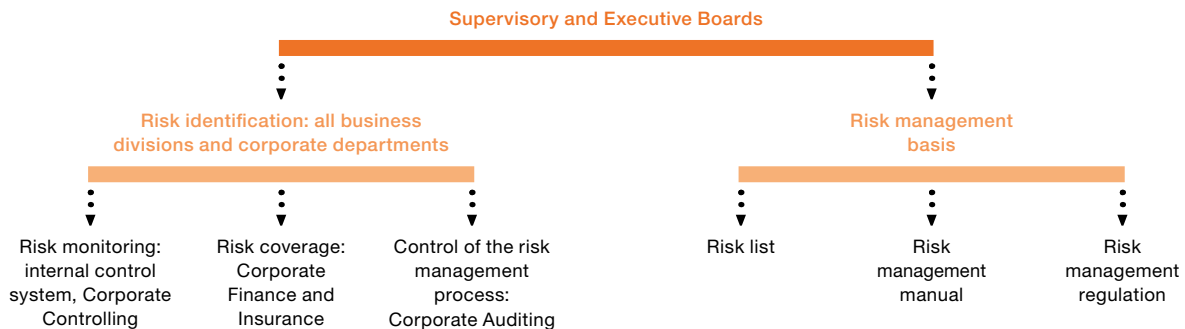 Supervisory and Executive Boards
Risk identification: all business
divisions and corporate departments
Risk management
basis
Risk monitoring:
internal control
system, Corporate
Controlling
Risk coverage:
Corporate
Finance and
Insurance
Control of the risk
management
process:
Corporate Auditing
Risk list
Risk
management
manual
Risk
management
regulation